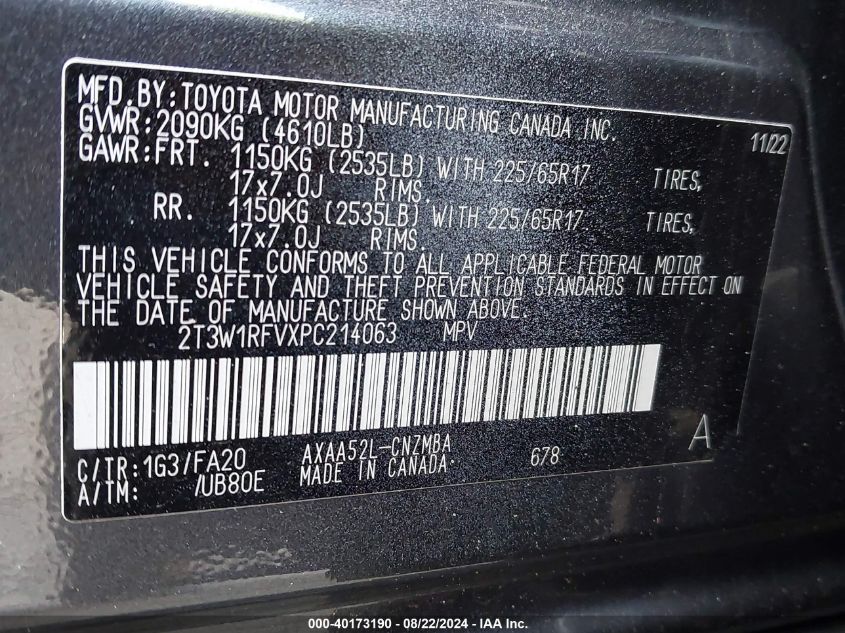 MFD.BY:TOYOTA MOTOR MANUFACTURING CANADA INC.
11/22
GVWR:2090KG (4610LB)
GAWR:FRT. 1150KG (2535LB) WITH 225/65R17 TIRES,
17x7.0J RIMS.
RR. 1150KG (2535LB) WITH 225/65R17 TIRES,
17x7.0J RIMS.
THIS VEHICLE CONFORMS TO ALL APPLICABLE FEDERAL MOTOR
VEHICLE SAFETY AND THEFT PREVENTION STANDARDS IN EFFECT ON
THE DATE OF MANUFACTURE SHOWN ABOVE.
2T3W1RFVXPC214063 MPV
A
C/TR:1G3/FA20 AXAA52L-CNZMBA 678
A/TM: /UB80E MADE IN CANADA.
000-40173190 - 08/22/2024 - IAA Inc.